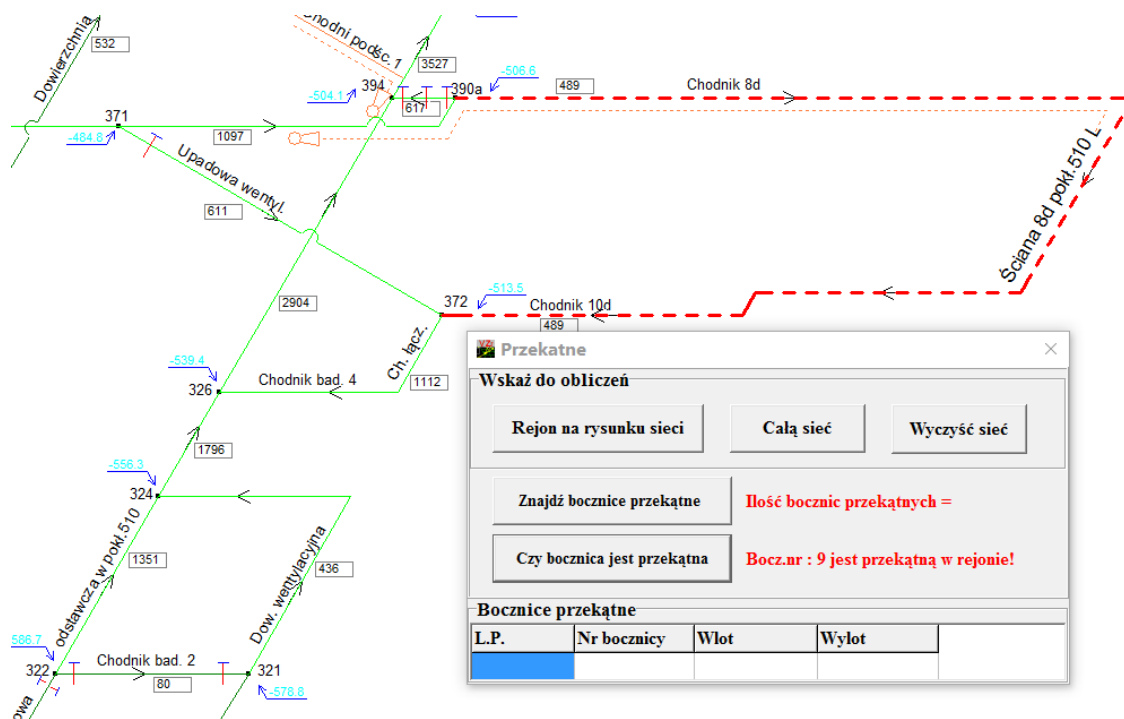 Dowierzchnia
532
Chodni podśc. 1
3527
394
390a
-504.1
-506.6
617
489
Chodnik 8d
371
-484.8
1097
Upadowa wentyl.
611
Ściana 8d pokł.510 L
2904
372
-513.5
Chodnik 10d
489
Ch. łącz.
1112
-539.4
326
Chodnik bad. 4
1796
-556.3
324
odstawcza w pokł.510
1351
Dow. wentylacyjna
436
586.7
322
Chodnik bad. 2
80
321
-578.8
owa
Przekatne
Wskaż do obliczeń
Rejon na rysunku sieci
Całą sieć
Wyczyść sieć
Znajdź bocznice przekątne
Ilość bocznic przekątnych =
Czy bocznica jest przekątna
Bocz.nr : 9 jest przekątną w rejonie!
Bocznice przekątne
L.P. Nr bocznicy Wlot Wylot